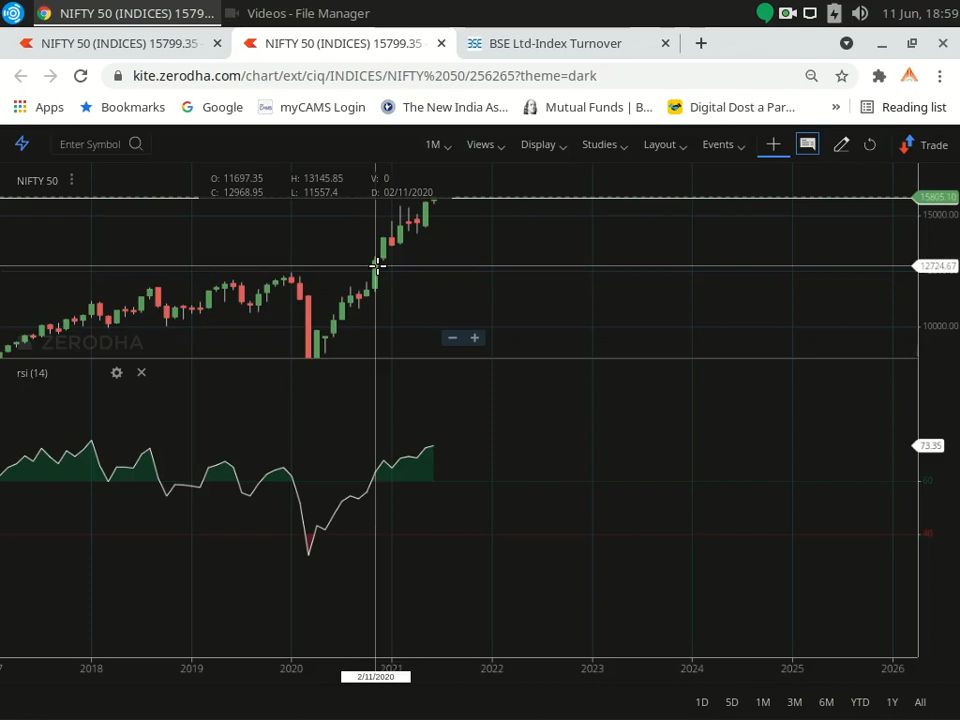 NIFTY 50 (INDICES) 1579... Videos - File Manager 11 Jun, 18:59
NIFTY 50 (INDICES) 15799.35 NIFTY 50 (INDICES) 15799.35 BSE Ltd-Index Turnover
kite.zerodha.com/chart/ext/ciq/INDICES/NIFTY%2050/256265?theme=dark
Apps Bookmarks Google myCAMS Login The New India As... Mutual Funds | B... Digital Dost a Par... » Reading list
Enter Symbol 1M Views Display Studies Layout Events Trade
NIFTY 50 O: 11697.35 H: 13145.85 V: 0
C: 12968.95 L: 11557.4 D: 02/11/2020
15805.10
15000.00
12724.67
10000.00
ZERODHA
rsi (14)
73.35
60
40
2018 2019 2020 2021 2022 2023 2024 2025 2026
2/11/2020
1D 5D 1M 3M 6M YTD 1Y All